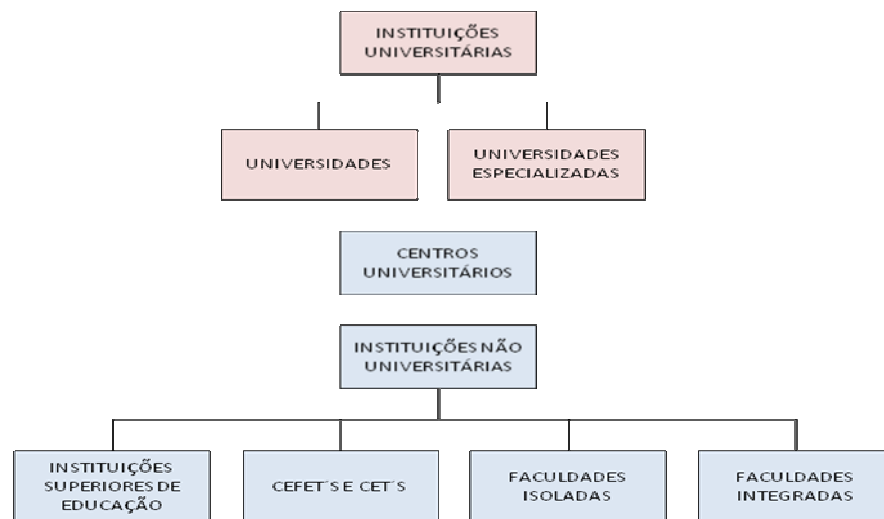 INSTITUIÇÕES
UNIVERSITÁRIAS
UNIVERSIDADES
UNIVERSIDADES
ESPECIALIZADAS
CENTROS
UNIVERSITÁRIOS
INSTITUIÇÕES NÃO
UNIVERSITÁRIAS
INSTITUIÇÕES
SUPERIORES DE
EDUCAÇÃO
CEFET´S E CET´S
FACULDADES
ISOLADAS
FACULDADES
INTEGRADAS